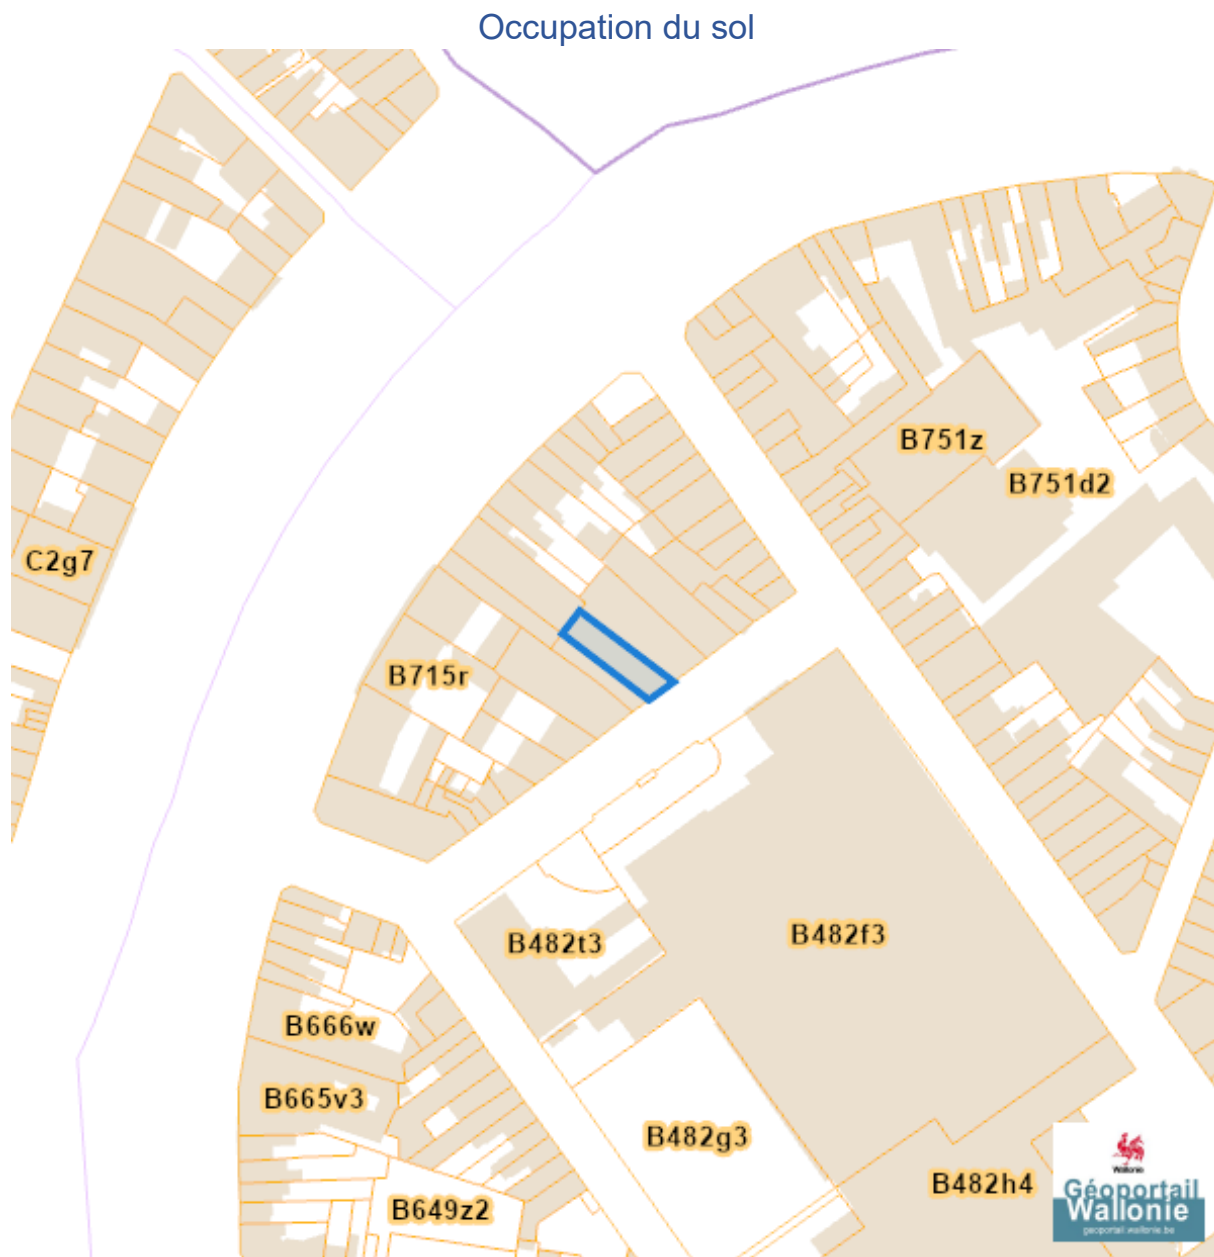 Occupation du sol
B751z
B751d2
C2g7
B715r
B482t3
B482f3
B666w
B665v3
B482g3
B482h4
B649z2
Wallonie
Géoportail
Wallonie
geoportail.wallonie.be